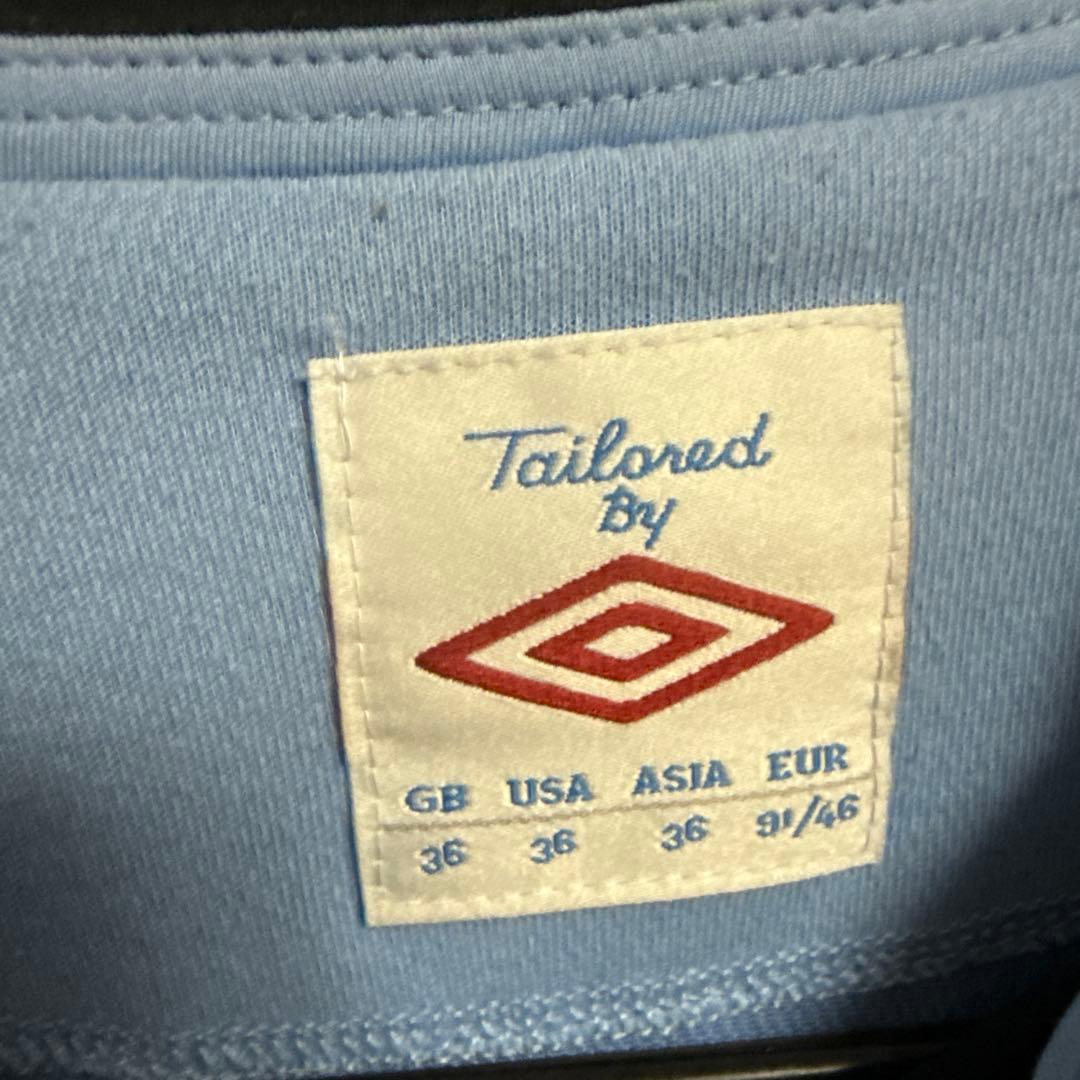 Tailored
By
GB USA ASIA EUR
36 36 36 91/46